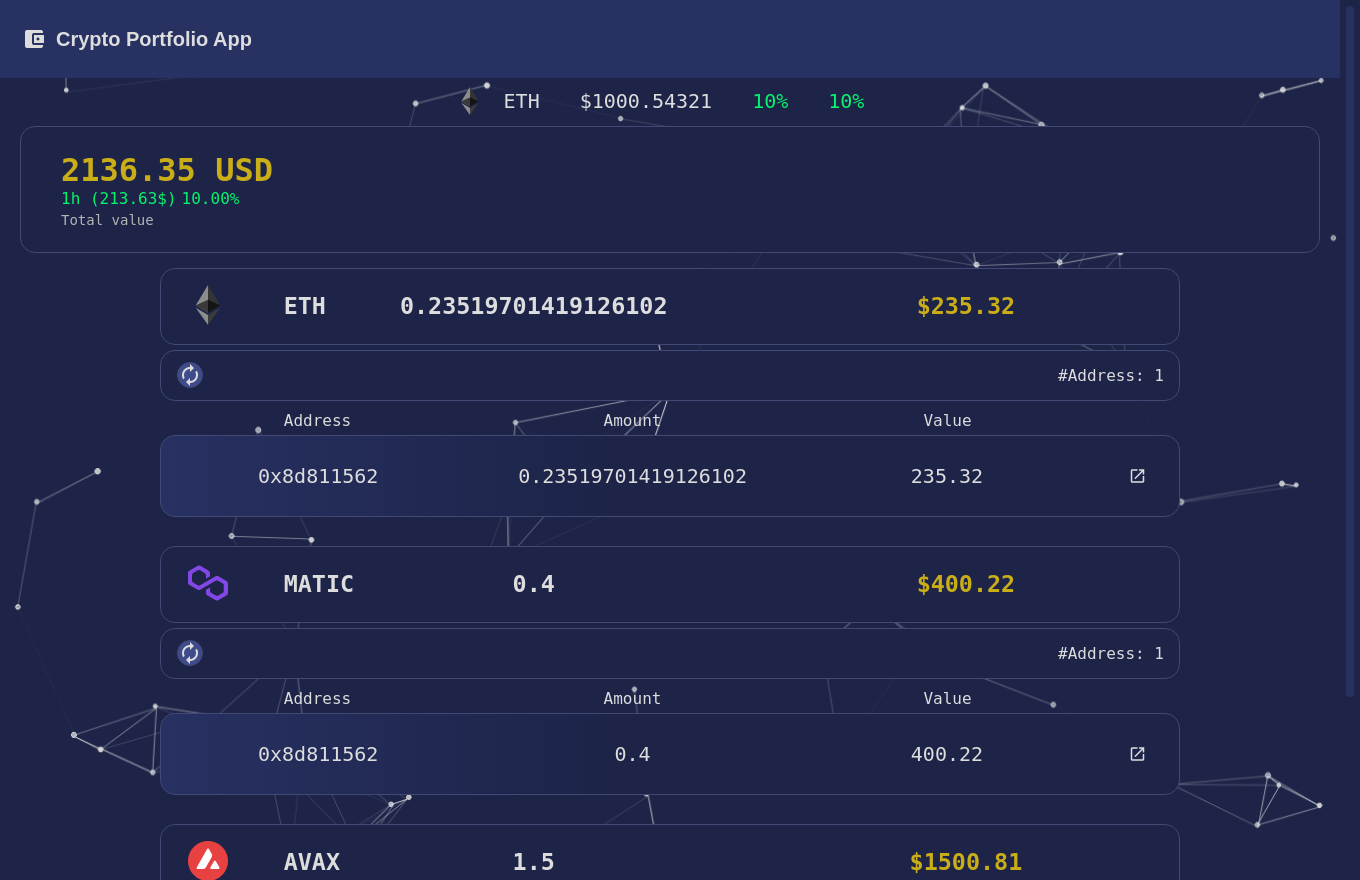 Crypto Portfolio App
ETH $1000.54321 10% 10%
2136.35 USD
1h (213.63$) 10.00%
Total value
ETH 0.23519701419126102 $235.32
#Address: 1
Address Amount Value
0x8d811562 0.23519701419126102 235.32
MATIC 0.4 $400.22
#Address: 1
Address Amount Value
0x8d811562 0.4 400.22
AVAX 1.5 $1500.81